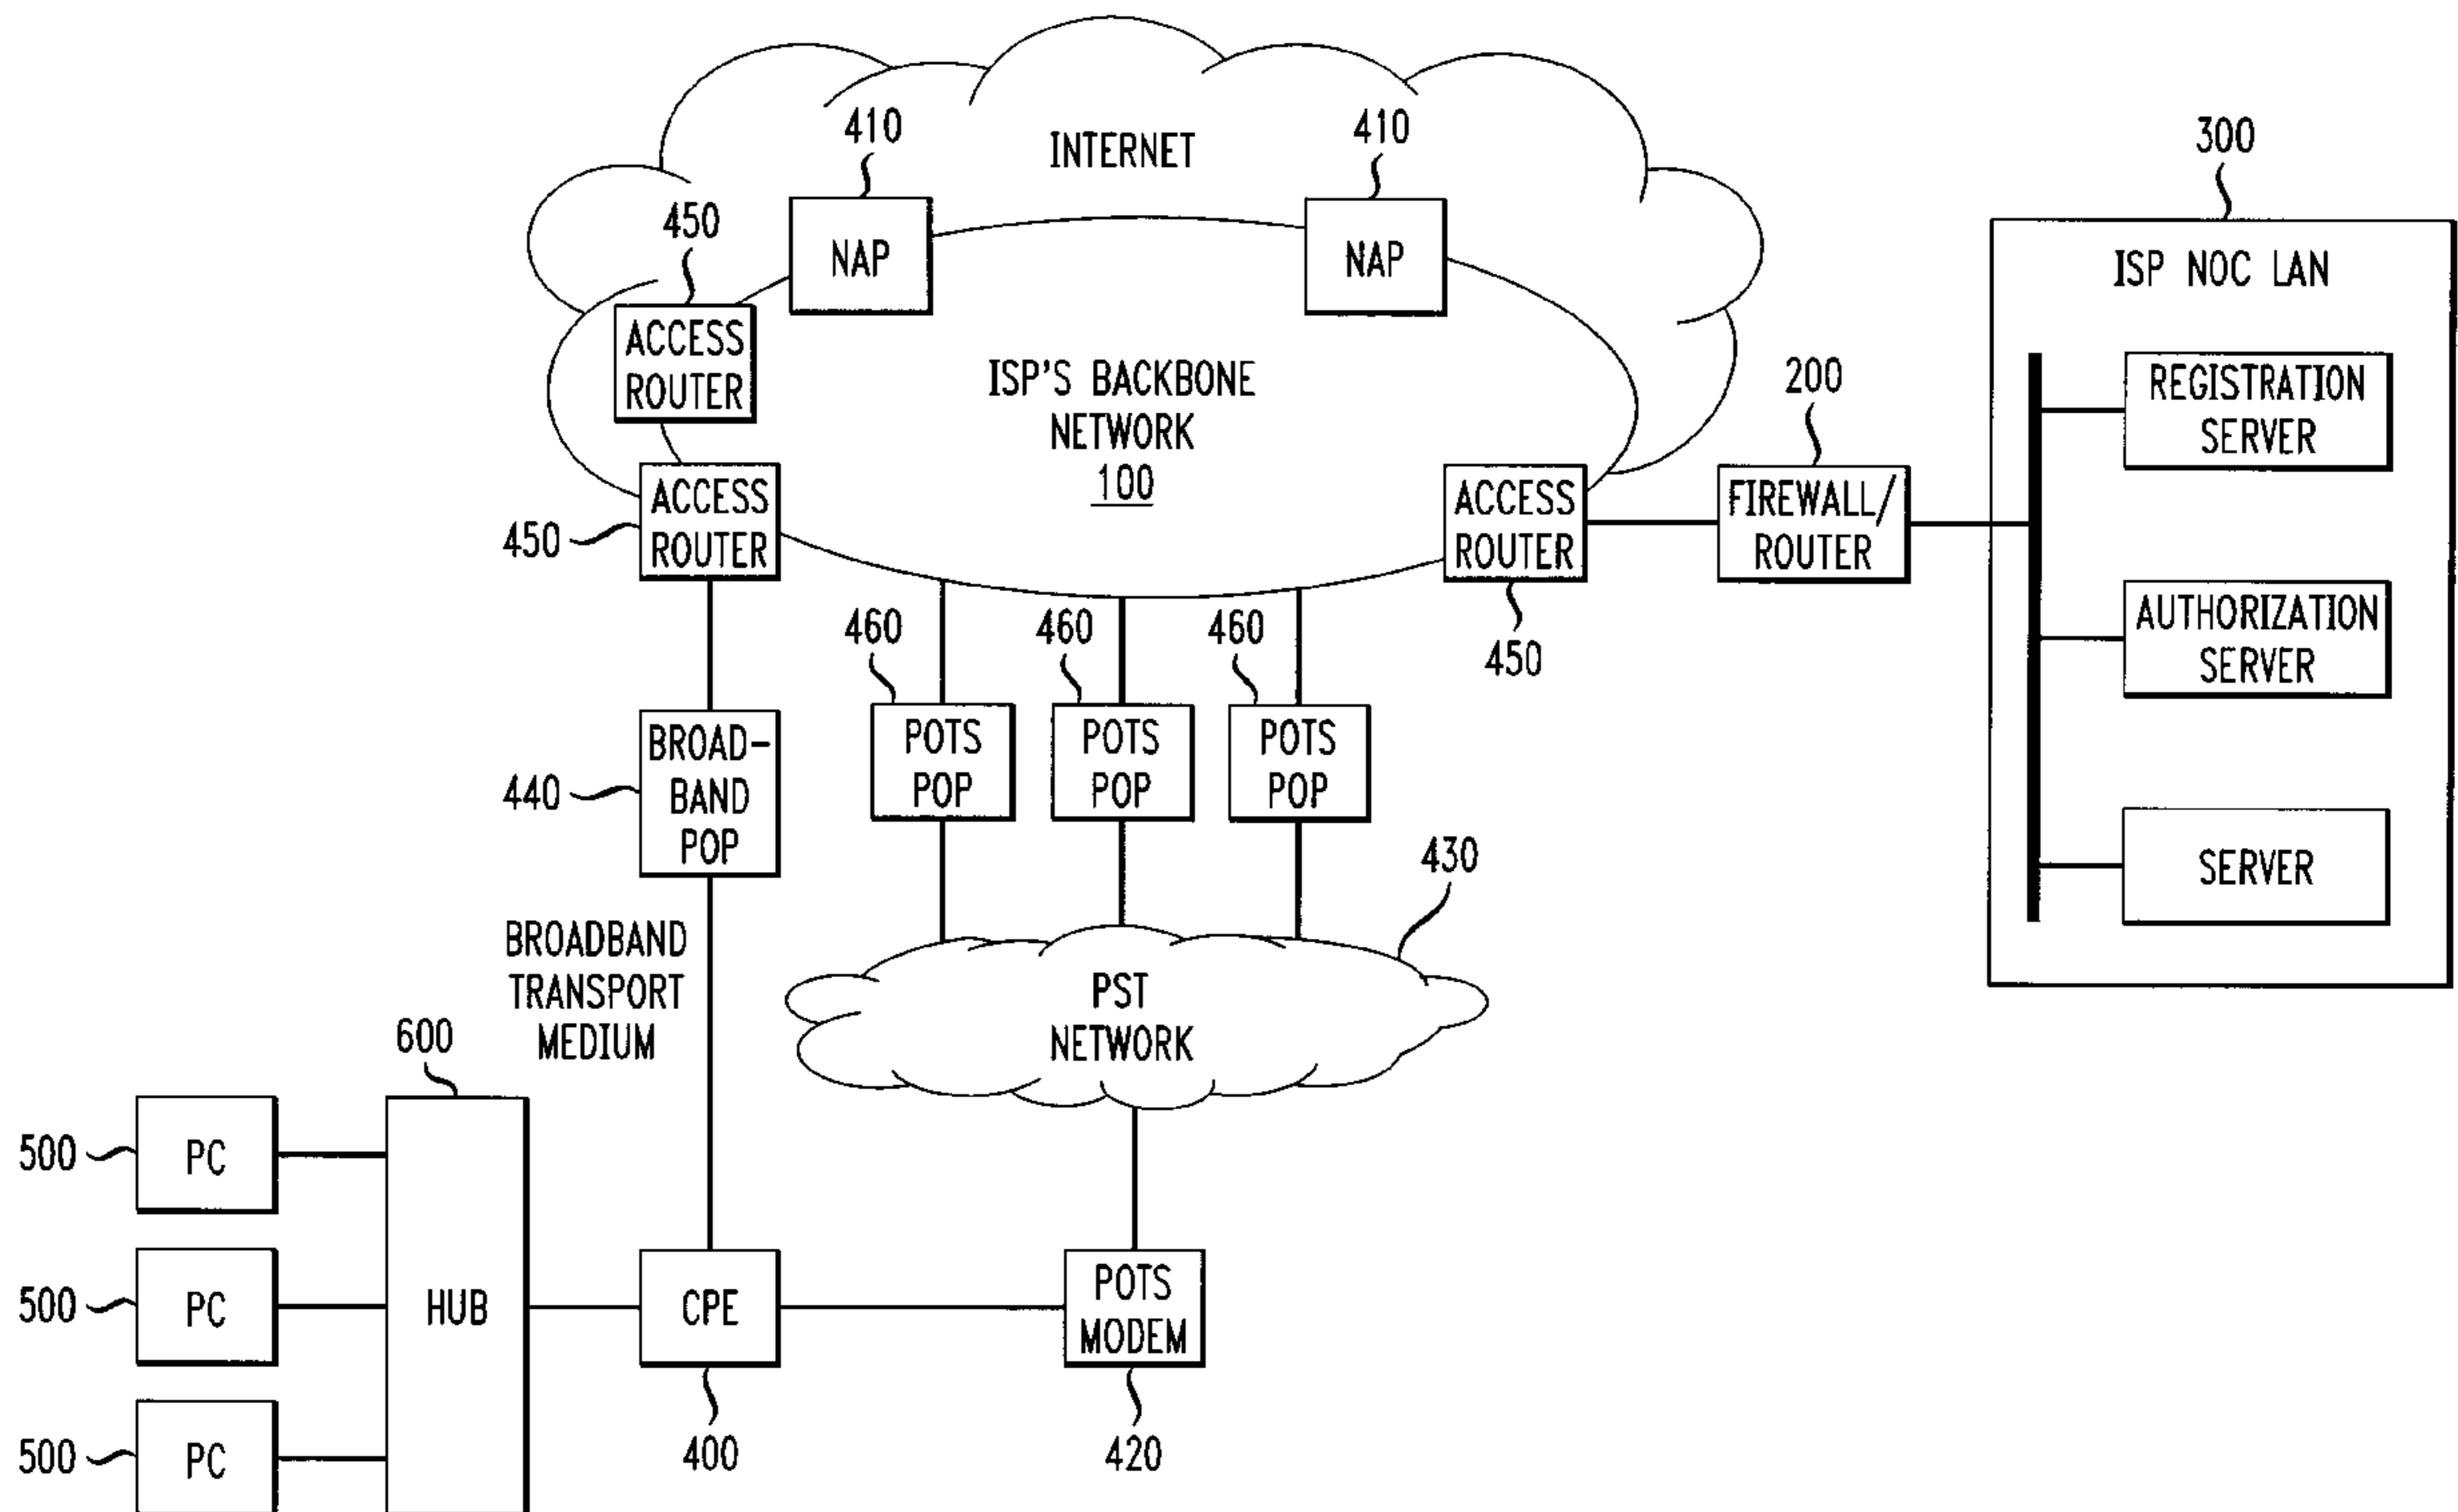 INTERNET
410
410
NAP
NAP
450
ACCESS
ROUTER
ISP'S BACKBONE
NETWORK
100
450
ACCESS
ROUTER
ACCESS
ROUTER
450
200
FIREWALL/
ROUTER
300
ISP NOC LAN
REGISTRATION
SERVER
AUTHORIZATION
SERVER
SERVER
460
460
460
POTS
POP
POTS
POP
POTS
POP
440
BROAD-
BAND
POP
430
PST
NETWORK
BROADBAND
TRANSPORT
MEDIUM
600
HUB
500
PC
500
PC
500
PC
CPE
400
POTS
MODEM
420